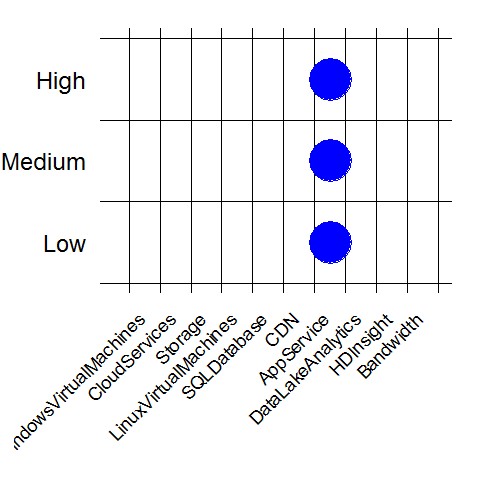 High
Medium
Low
ndowsVirtualMachines
CloudServices
Storage
LinuxVirtualMachines
SQLDatabase
CDN
AppService
DataLakeAnalytics
HDInsight
Bandwidth